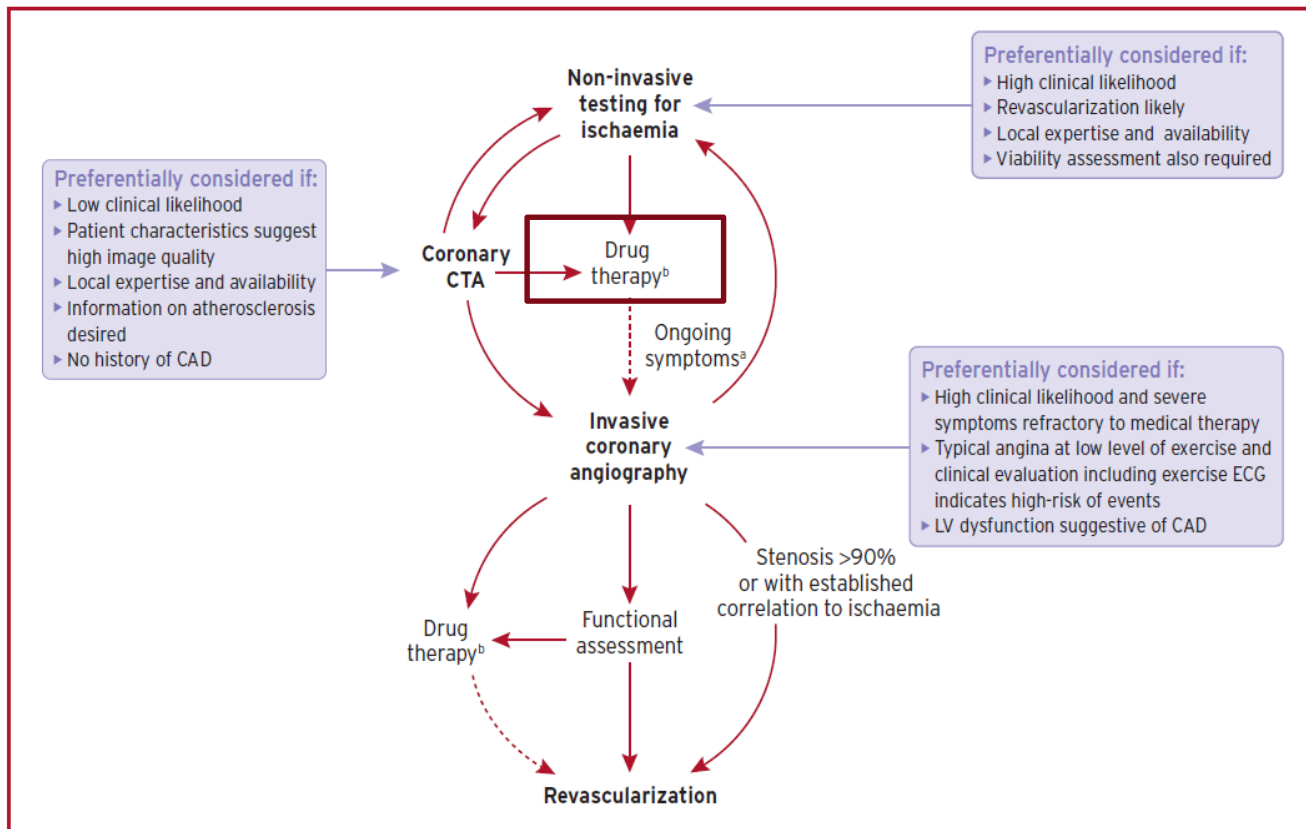 Non-invasive
testing for
ischaemia
Preferentially considered if:
▸ High clinical likelihood
▸ Revascularization likely
▸ Local expertise and availability
▸ Viability assessment also required
Preferentially considered if:
▸ Low clinical likelihood
▸ Patient characteristics suggest
high image quality
▸ Local expertise and availability
▸ Information on atherosclerosis
desired
▸ No history of CAD
Coronary
CTA
Drug
therapyᵇ
Ongoing
symptomsᵃ
Preferentially considered if:
▸ High clinical likelihood and severe
symptoms refractory to medical therapy
▸ Typical angina at low level of exercise and
clinical evaluation including exercise ECG
indicates high-risk of events
▸ LV dysfunction suggestive of CAD
Invasive
coronary
angiography
Stenosis >90%
or with established
correlation to ischaemia
Drug
therapyᵇ
Functional
assessment
Revascularization